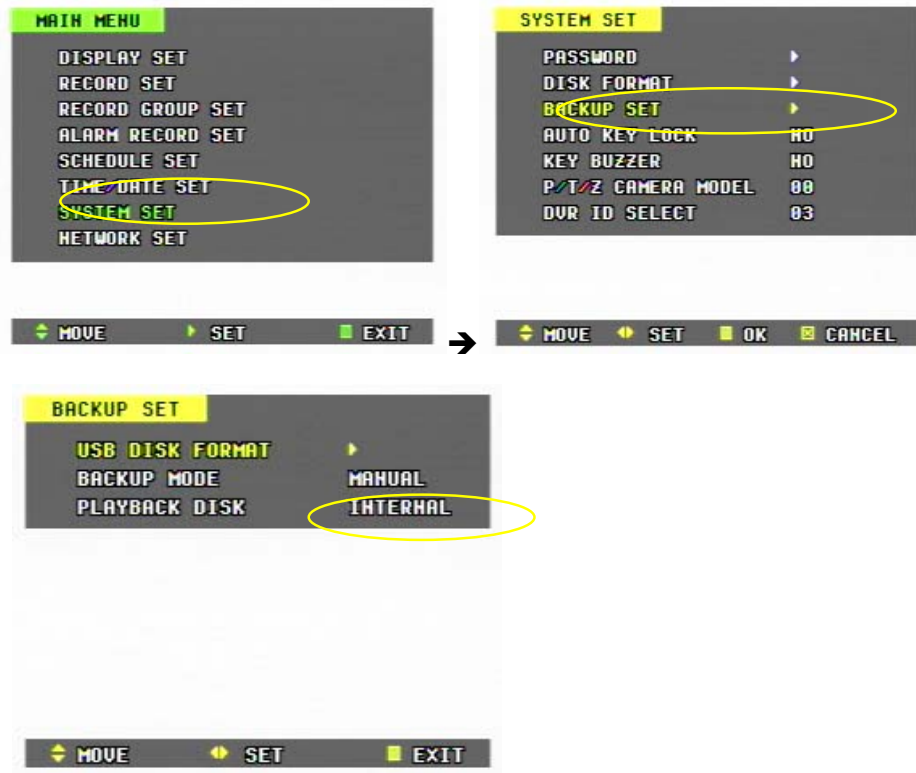 MAIN MENU
DISPLAY SET
RECORD SET
RECORD GROUP SET
ALARM RECORD SET
SCHEDULE SET
TIME/DATE SET
SYSTEM SET
NETWORK SET
MOVE SET EXIT
SYSTEM SET
PASSWORD
DISK FORMAT
BACKUP SET
AUTO KEY LOCK NO
KEY BUZZER NO
P/T/Z CAMERA MODEL 00
DVR ID SELECT 03
MOVE SET OK CANCEL
BACKUP SET
USB DISK FORMAT
BACKUP MODE MANUAL
PLAYBACK DISK INTERNAL
MOVE SET EXIT